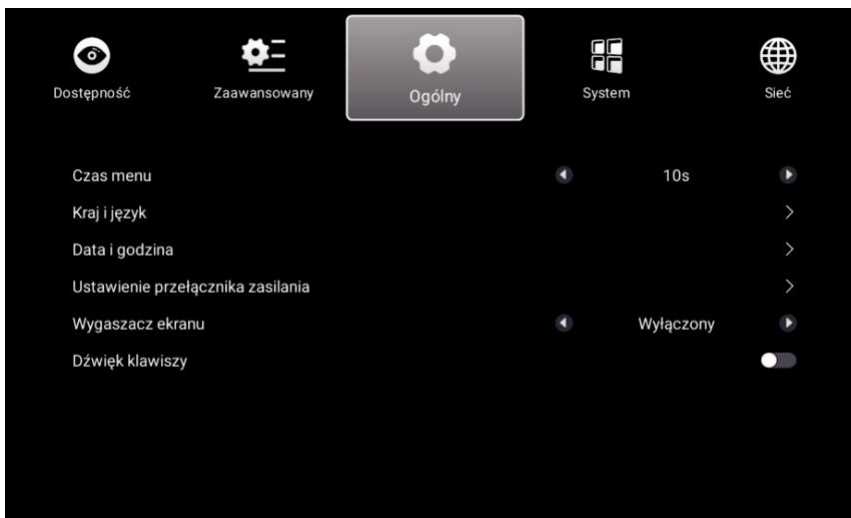 Dostępność
Zaawansowany
Ogólny
System
Sieć
Czas menu
10s
Kraj i język
Data i godzina
Ustawienie przełącznika zasilania
Wygaszacz ekranu
Wyłączony
Dźwięk klawiszy